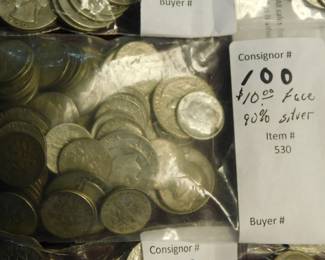 Buyer #
Consignor #
100
$10.00 face
90% silver
Item #
530
Buyer #
Consignor #